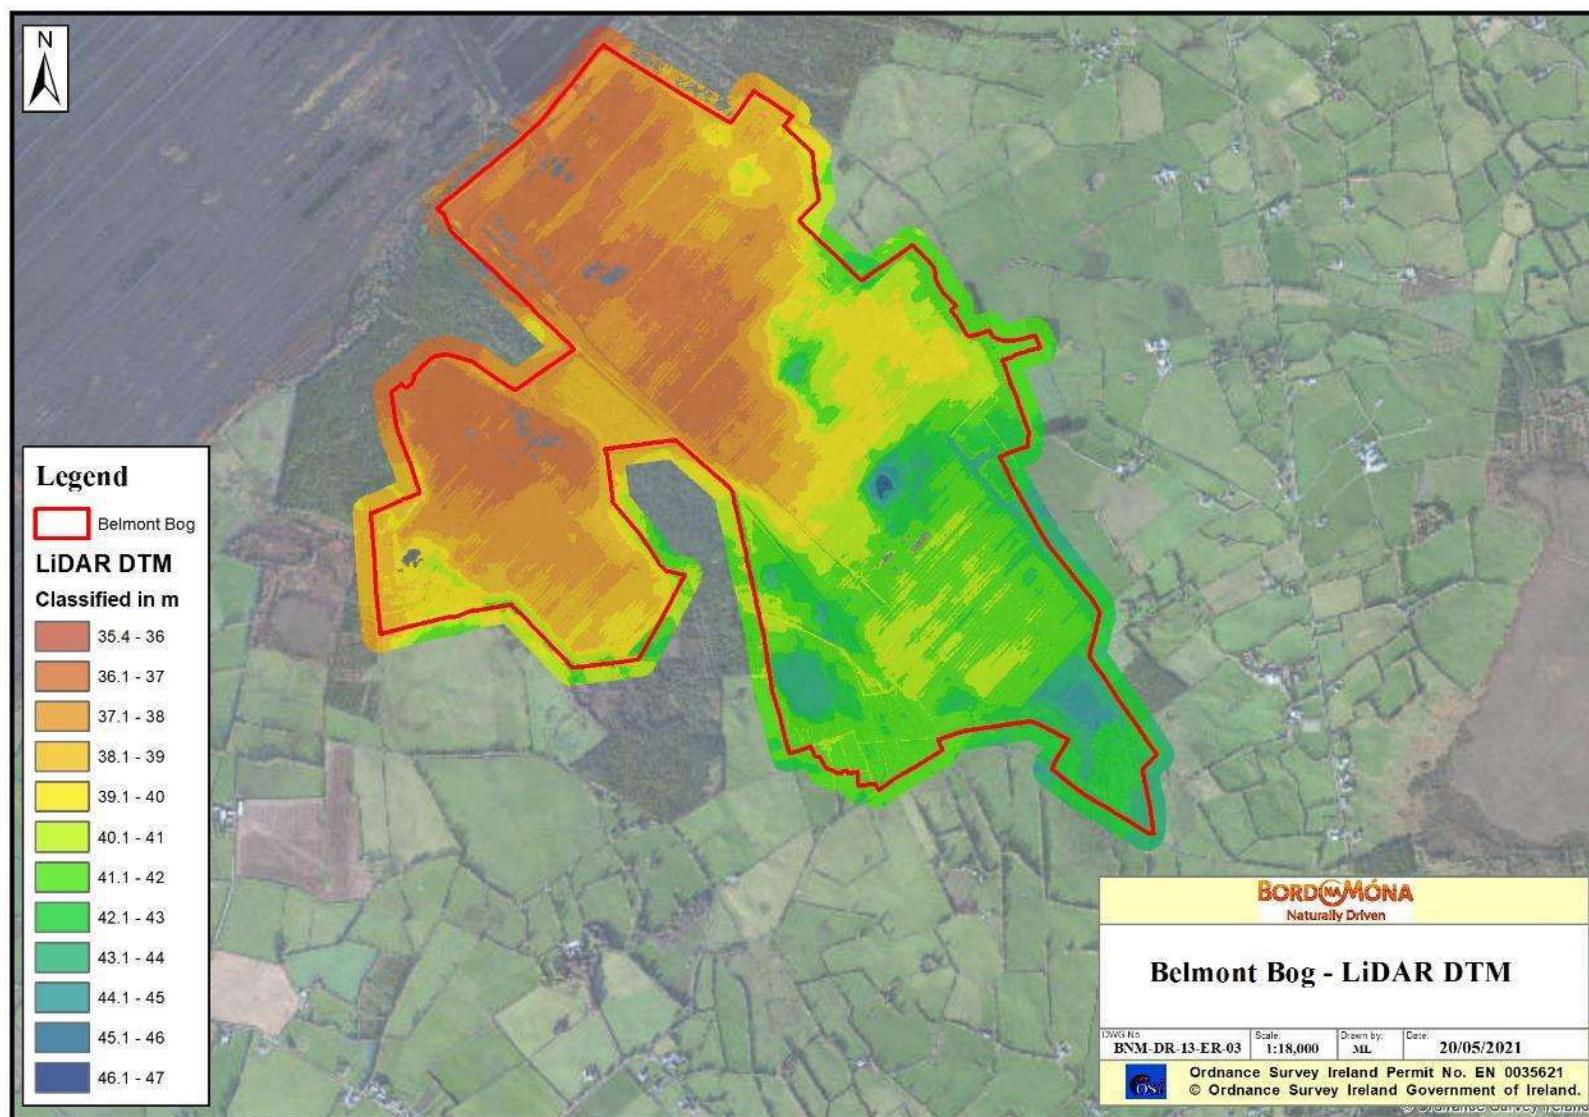 N
Legend
Belmont Bog
LiDAR DTM
Classified in m
35.4 - 36
36.1 - 37
37.1 - 38
38.1 - 39
39.1 - 40
40.1 - 41
41.1 - 42
42.1 - 43
43.1 - 44
44.1 - 45
45.1 - 46
46.1 - 47
BORD NA MÓNA
Naturally Driven
Belmont Bog - LiDAR DTM
DWG No Scale: Drawn by: Date:
BNM-DR-13-ER-03 1:18,000 ML 20/05/2021
Ordnance Survey Ireland Permit No. EN 0035621
osi © Ordnance Survey Ireland Government of Ireland.